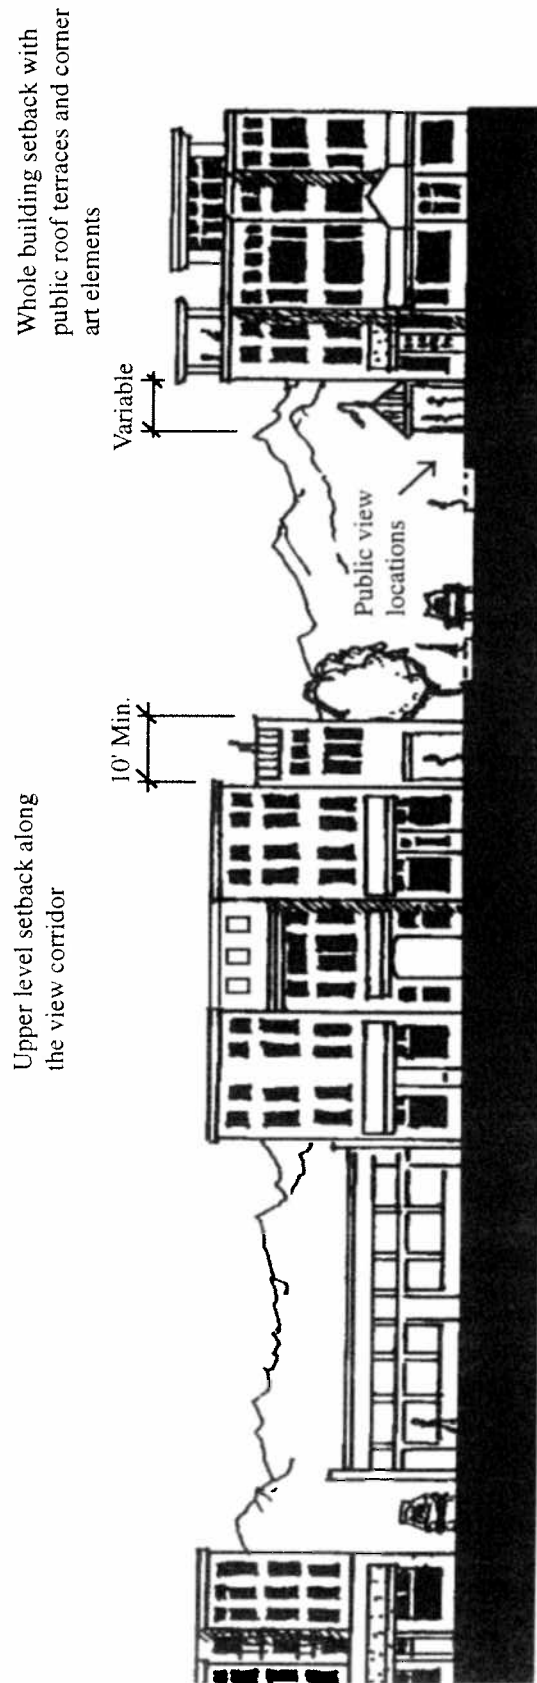 Upper level setback along
the view corridor
10' Min.
Variable
Whole building setback with
public roof terraces and corner
art elements
Public view
locations